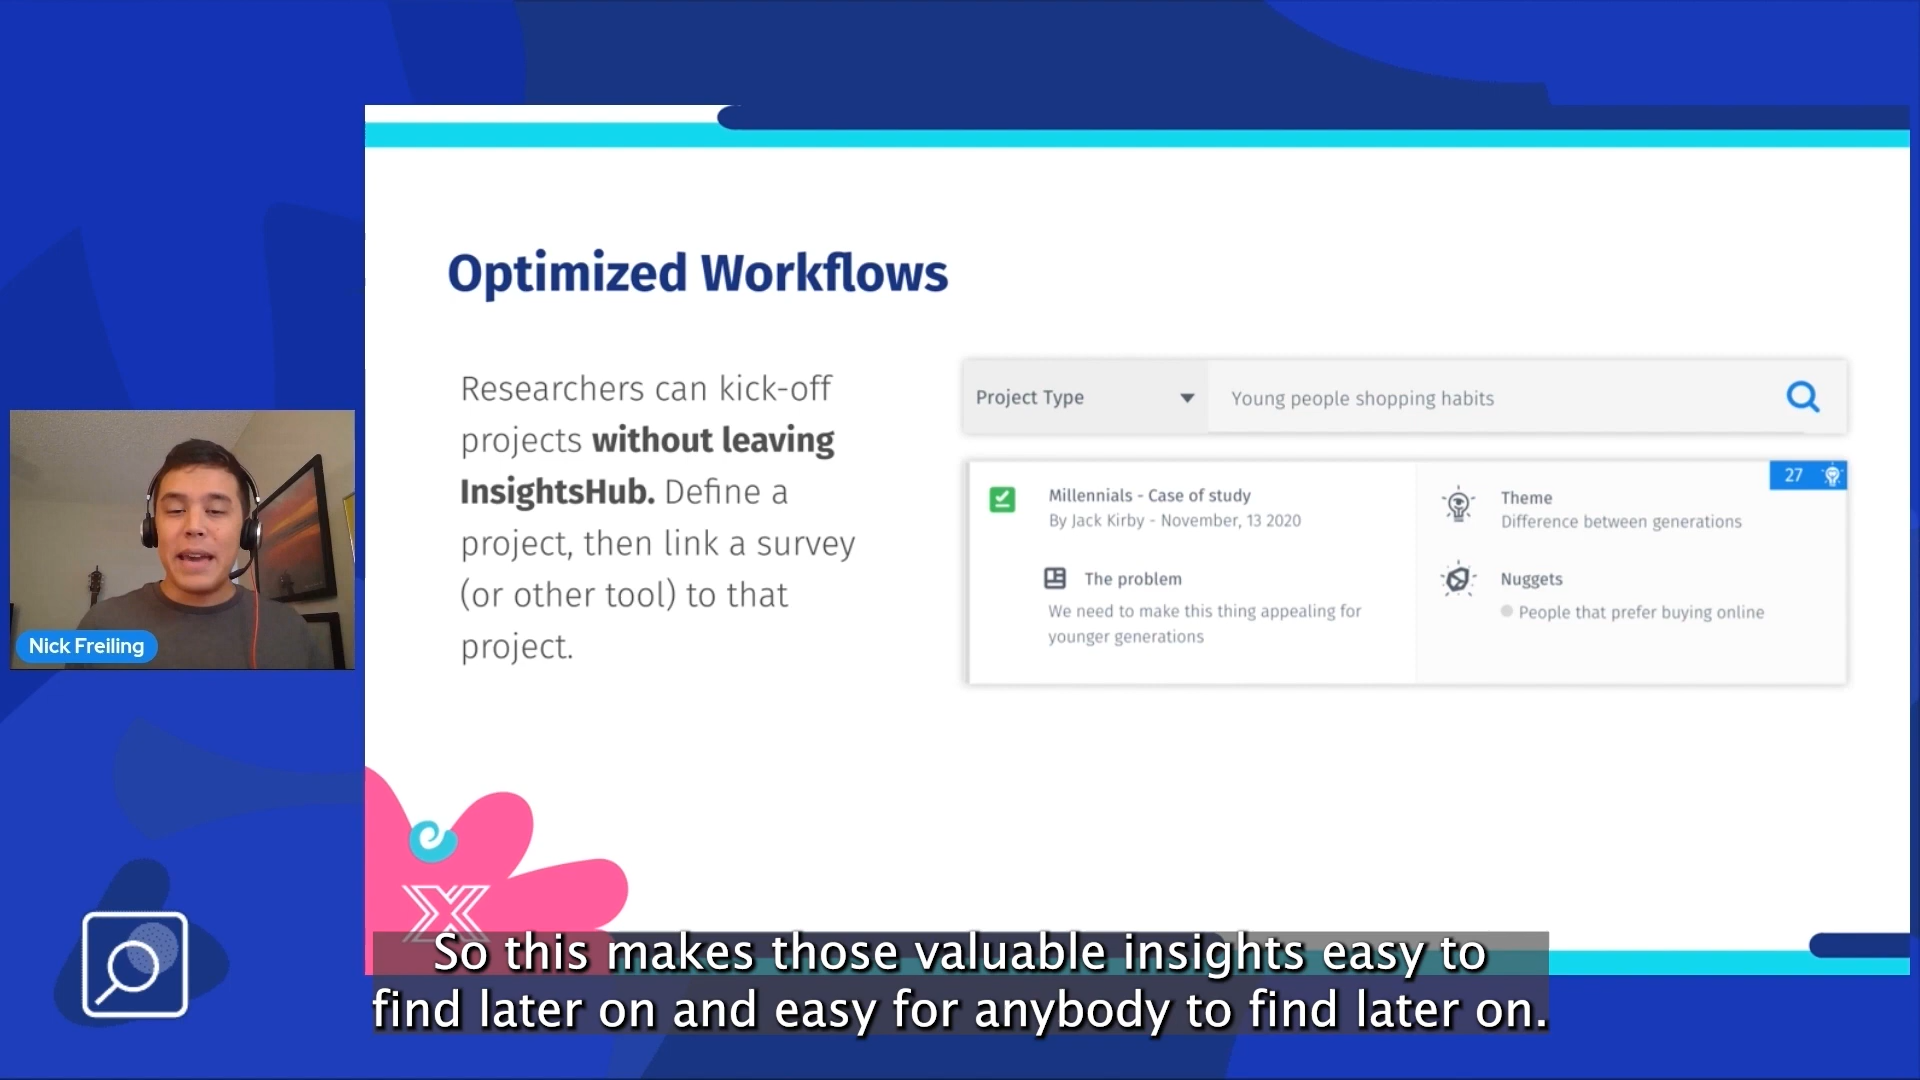 Optimized Workflows
Researchers can kick-off
projects without leaving
InsightsHub. Define a
project, then link a survey
(or other tool) to that
project.
Project Type
Young people shopping habits
27
Millennials - Case of study
By Jack Kirby - November, 13 2020
The problem
We need to make this thing appealing for
younger generations
Theme
Difference between generations
Nuggets
People that prefer buying online
Nick Freiling
So this makes those valuable insights easy to
find later on and easy for anybody to find later on.